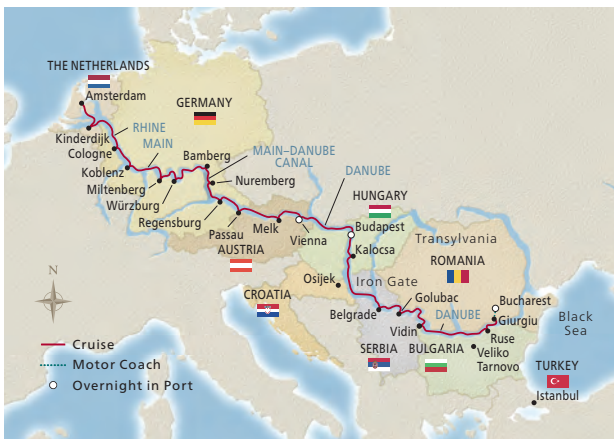 THE NETHERLANDS
Amsterdam
GERMANY
Kinderdijk
RHINE
Cologne
MAIN
Koblenz
Bamberg
MAIN–DANUBE
CANAL
Miltenberg
Nuremberg
DANUBE
Würzburg
HUNGARY
Regensburg
Passau
Melk
Vienna
Budapest
Transylvania
AUSTRIA
Kalocsa
ROMANIA
N
Osijek
Iron Gate
CROATIA
Golubac
Bucharest
Belgrade
DANUBE
Giurgiu
Black
Sea
Vidin
Ruse
Cruise
SERBIA
BULGARIA
Veliko
Tarnovo
Motor Coach
TURKEY
Overnight in Port
Istanbul